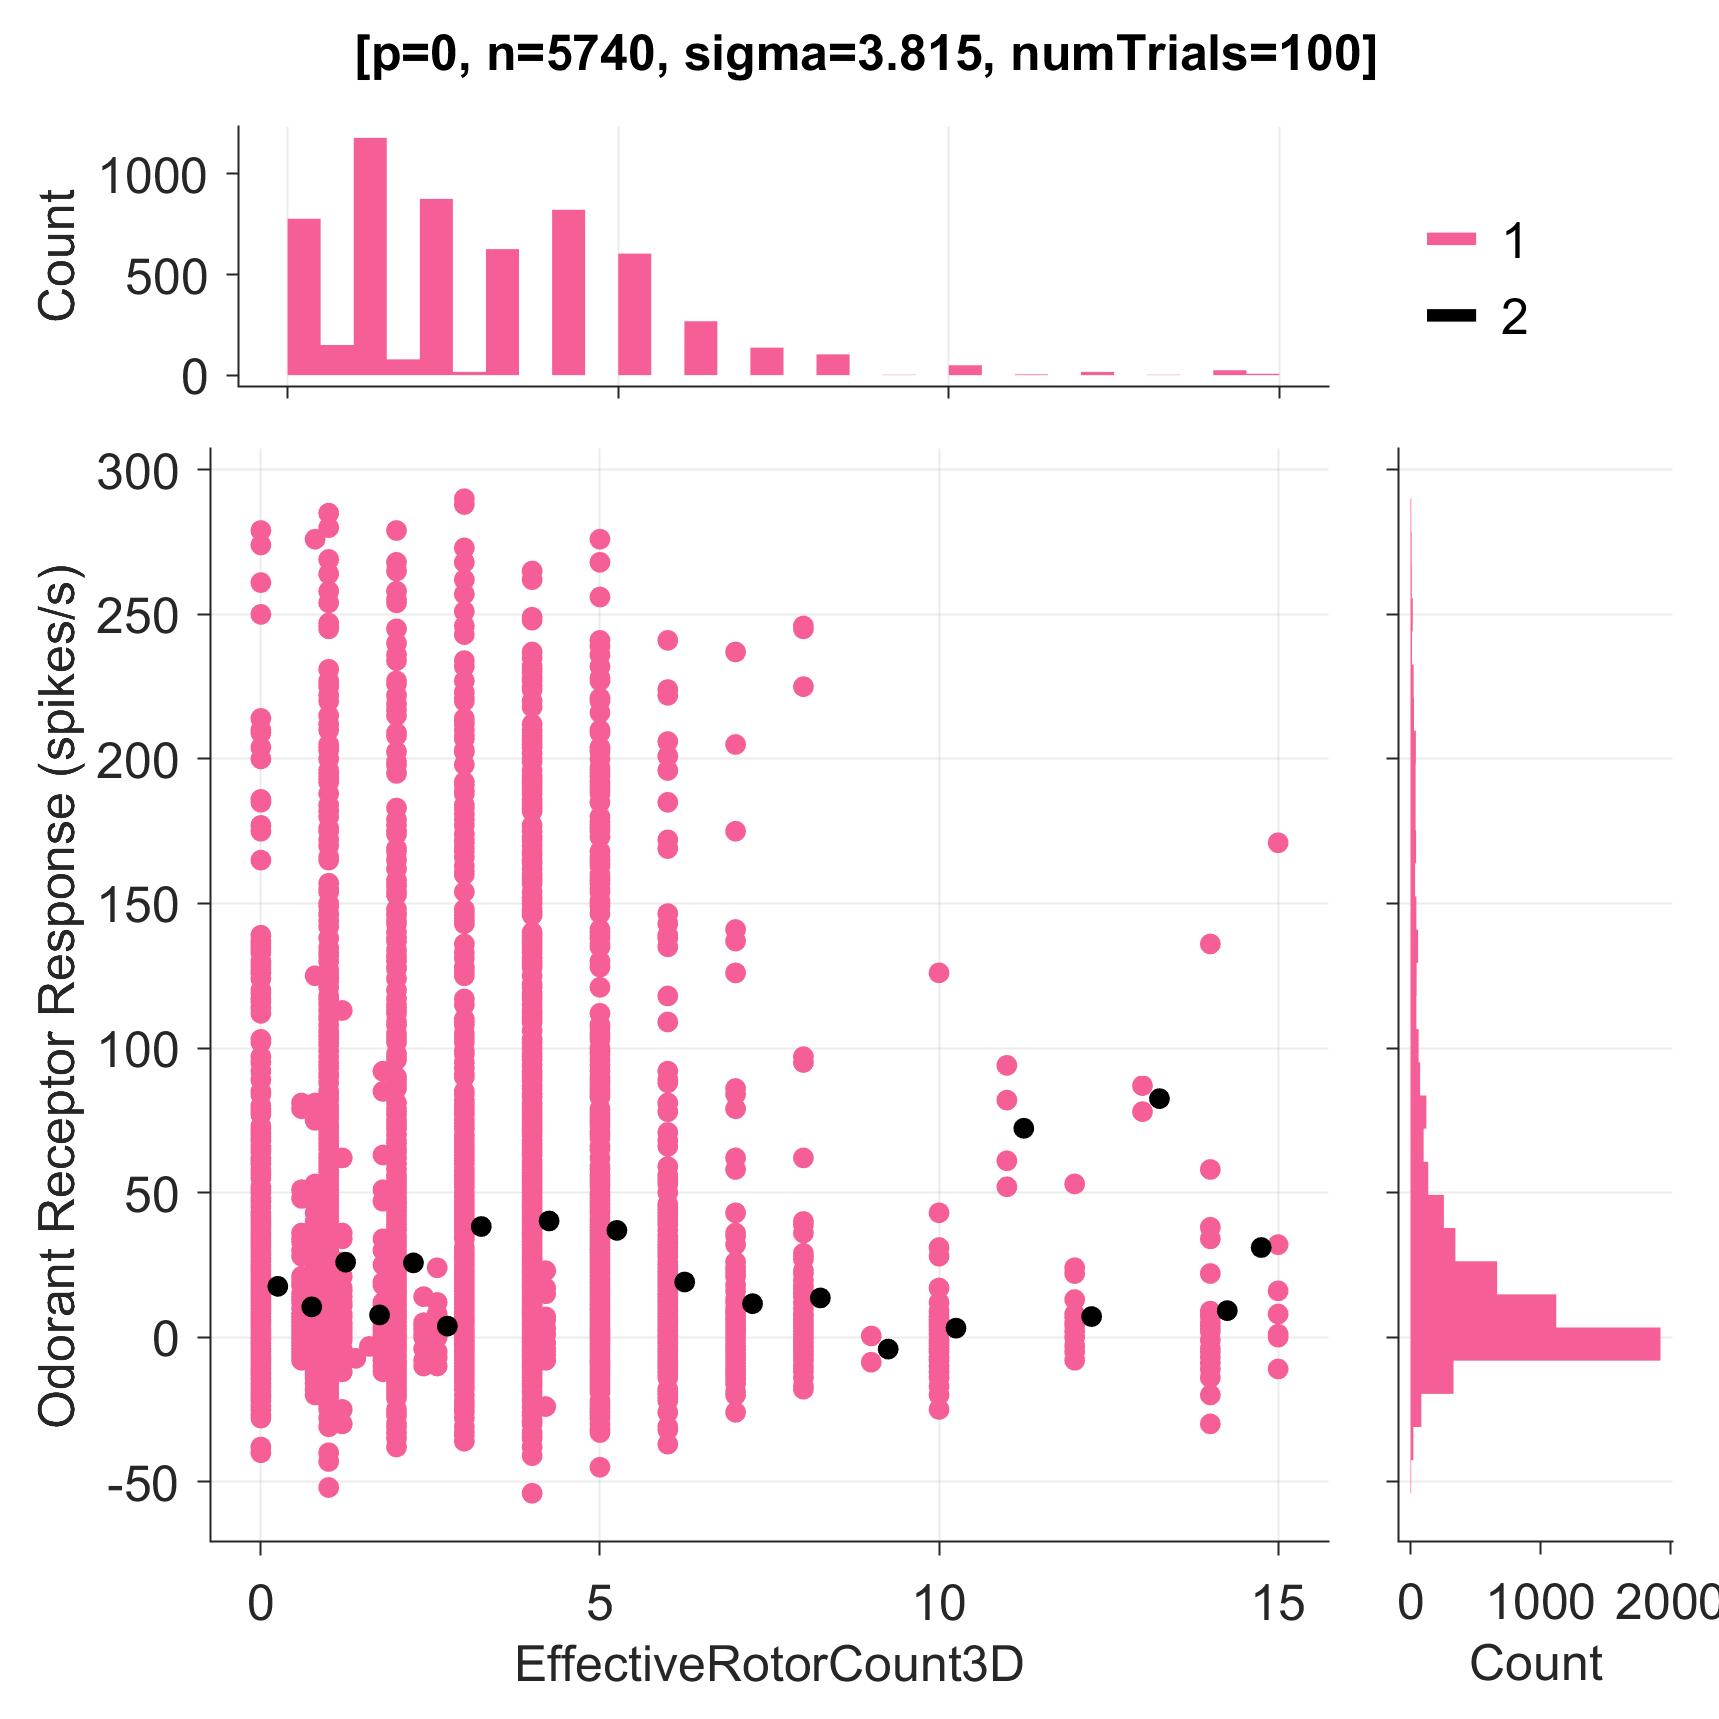 [p=0, n=5740, sigma=3.815, numTrials=100]
Count
1000
500
0
1
2
Odorant Receptor Response (spikes/s)
300
250
200
150
100
50
0
-50
0 5 10 15
EffectiveRotorCount3D
0 1000 2000
Count